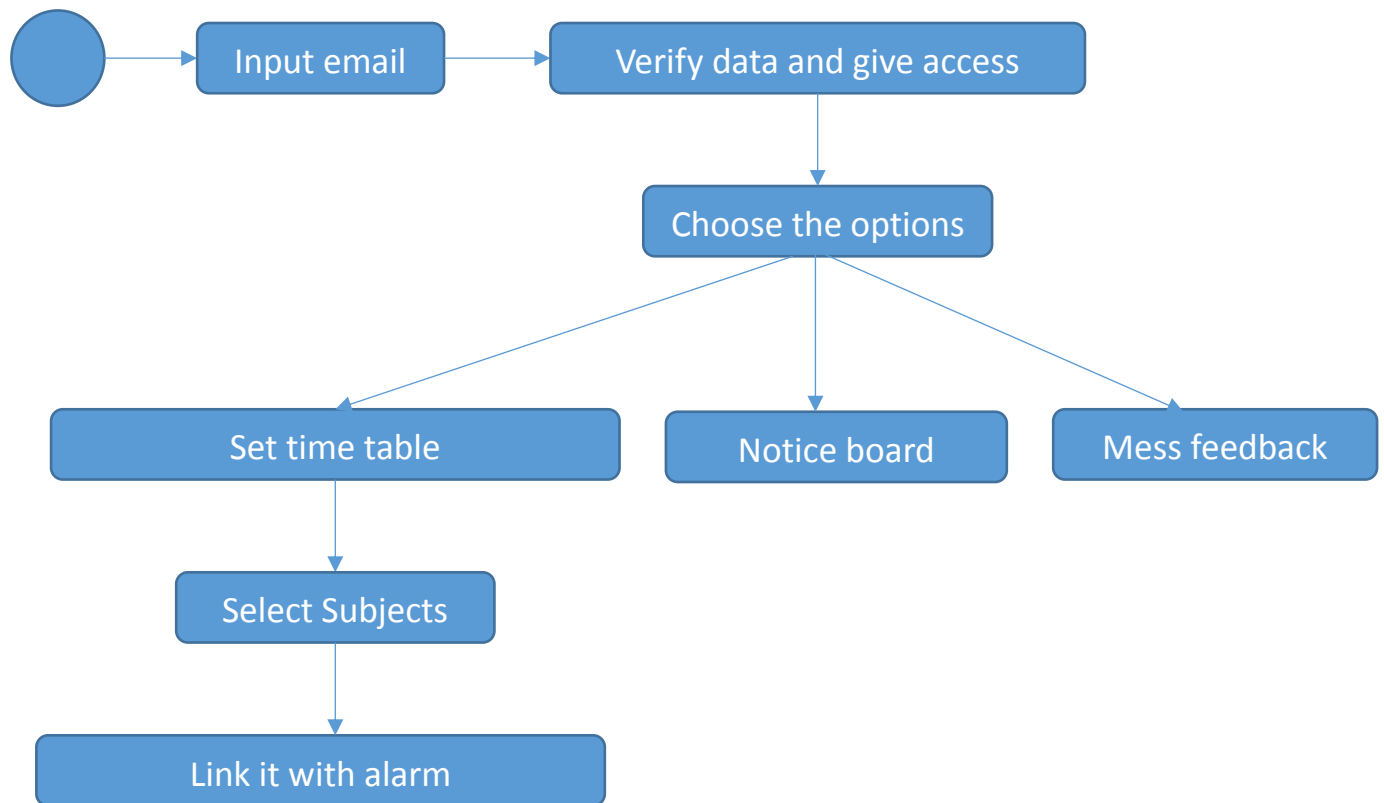 Input email
Verify data and give access
Choose the options
Set time table
Notice board
Mess feedback
Select Subjects
Link it with alarm